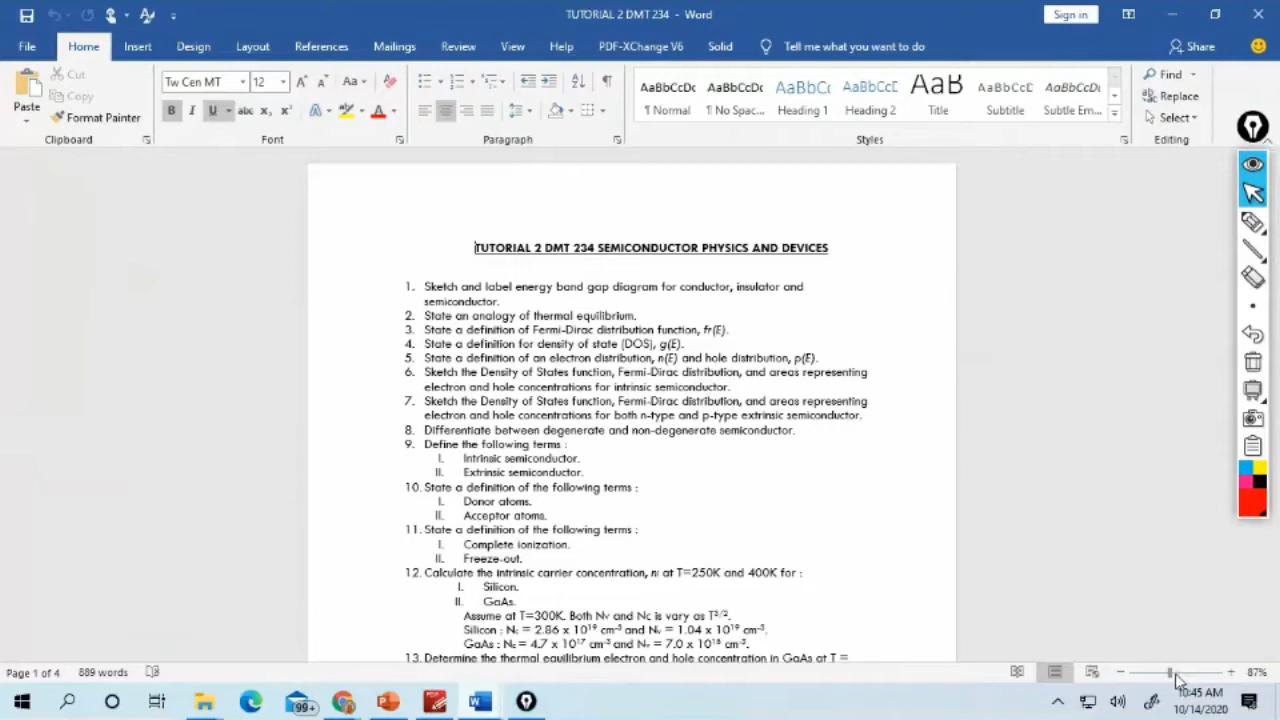 TUTORIAL 2 DMT 234 - Word
Sign in
File Home Insert Design Layout References Mailings Review View Help PDF-XChange V6 Solid Tell me what you want to do Share
Paste
Cut
Copy
Format Painter
Clipboard
Tw Cen MT 12
Font
Paragraph
AaBbCcDc AaBbCcDc AaBbC( AaBbCcC AaB AaBbCcD AaBbCcDc
¶ Normal ¶ No Spac... Heading 1 Heading 2 Title Subtitle Subtle Em...
Styles
Find
Replace
Select
Editing
TUTORIAL 2 DMT 234 SEMICONDUCTOR PHYSICS AND DEVICES
1. Sketch and label energy band gap diagram for conductor, insulator and
semiconductor.
2. State an analogy of thermal equilibrium.
3. State a definition of Fermi-Dirac distribution function, fF(E).
4. State a definition for density of state (DOS), g(E).
5. State a definition of an electron distribution, n(E) and hole distribution, p(E).
6. Sketch the Density of States function, Fermi-Dirac distribution, and areas representing
electron and hole concentrations for intrinsic semiconductor.
7. Sketch the Density of States function, Fermi-Dirac distribution, and areas representing
electron and hole concentrations for both n-type and p-type extrinsic semiconductor.
8. Differentiate between degenerate and non-degenerate semiconductor.
9. Define the following terms :
I. Intrinsic semiconductor.
II. Extrinsic semiconductor.
10. State a definition of the following terms :
I. Donor atoms.
II. Acceptor atoms.
11. State a definition of the following terms :
I. Complete ionization.
II. Freeze-out.
12. Calculate the intrinsic carrier concentration, ni at T=250K and 400K for :
I. Silicon.
II. GaAs.
Assume at T=300K. Both Nv and Nc is vary as T³/².
Silicon : Nc = 2.86 x 10¹⁹ cm⁻³ and Nv = 1.04 x 10¹⁹ cm⁻³.
GaAs : Nc = 4.7 x 10¹⁷ cm⁻³ and Nv = 7.0 x 10¹⁸ cm⁻³.
13. Determine the thermal equilibrium electron and hole concentration in GaAs at T =
Page 1 of 4 889 words 87%
99+
10:45 AM
10/14/2020